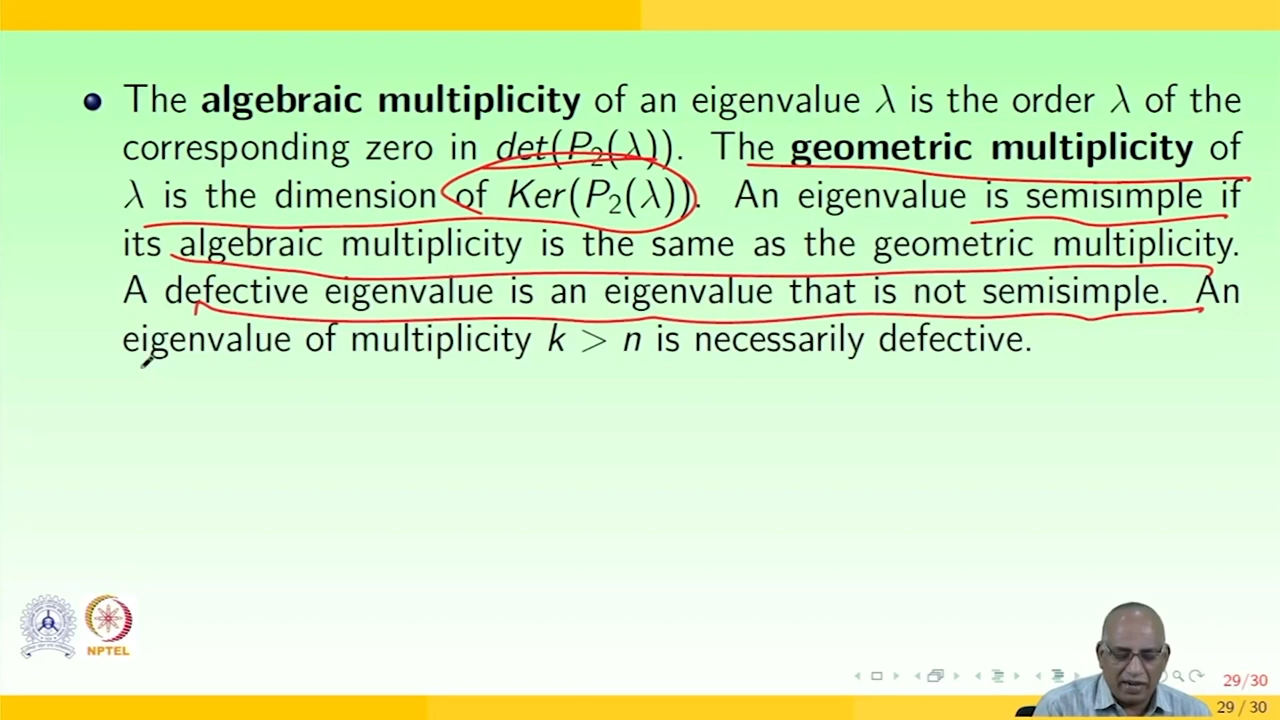 The algebraic multiplicity of an eigenvalue λ is the order λ of the
corresponding zero in det(P₂(λ)). The geometric multiplicity of
λ is the dimension of Ker(P₂(λ)). An eigenvalue is semisimple if
its algebraic multiplicity is the same as the geometric multiplicity.
A defective eigenvalue is an eigenvalue that is not semisimple. An
eigenvalue of multiplicity k > n is necessarily defective.
NPTEL
29/30
29 / 30